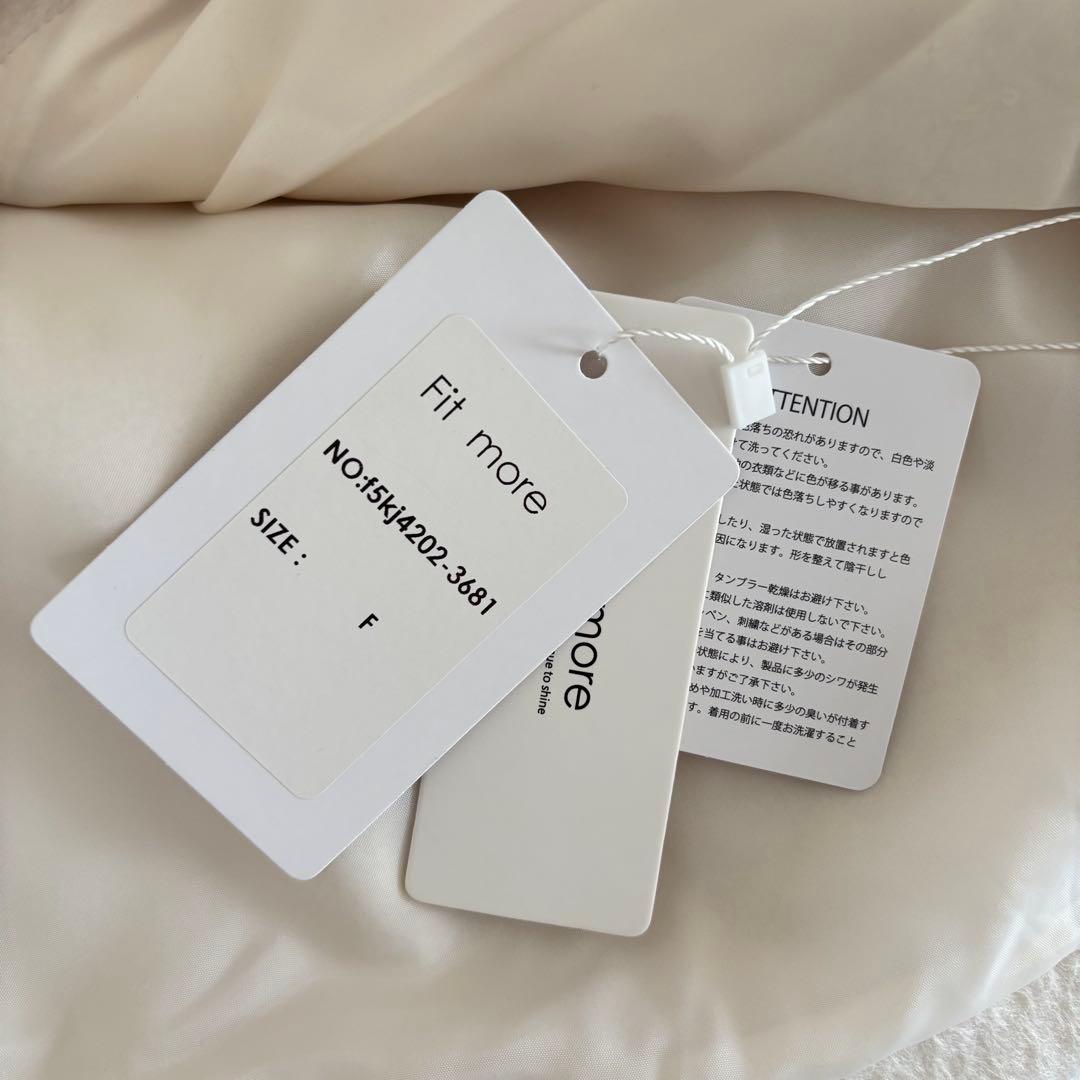 Fit more
NO:f5kj4202-3681
SIZE :
F
more
ue to shine
TTENTION
色落ちの恐れがありますので、白色や淡
て洗ってください。
の衣類などに色が移る事があります。
状態では色落ちしやすくなりますので
したり、湿った状態で放置されますと色
因になります。形を整えて陰干しし
タンブラー乾燥はお避け下さい。
に類似した溶剤は使用しないで下さい。
ペン、刺繍などがある場合はその部分
を当てる事はお避け下さい。
状態により、製品に多少のシワが発生
いますがご了承下さい。
めや加工洗い時に多少の臭いが付着す
す。着用の前に一度お洗濯すること